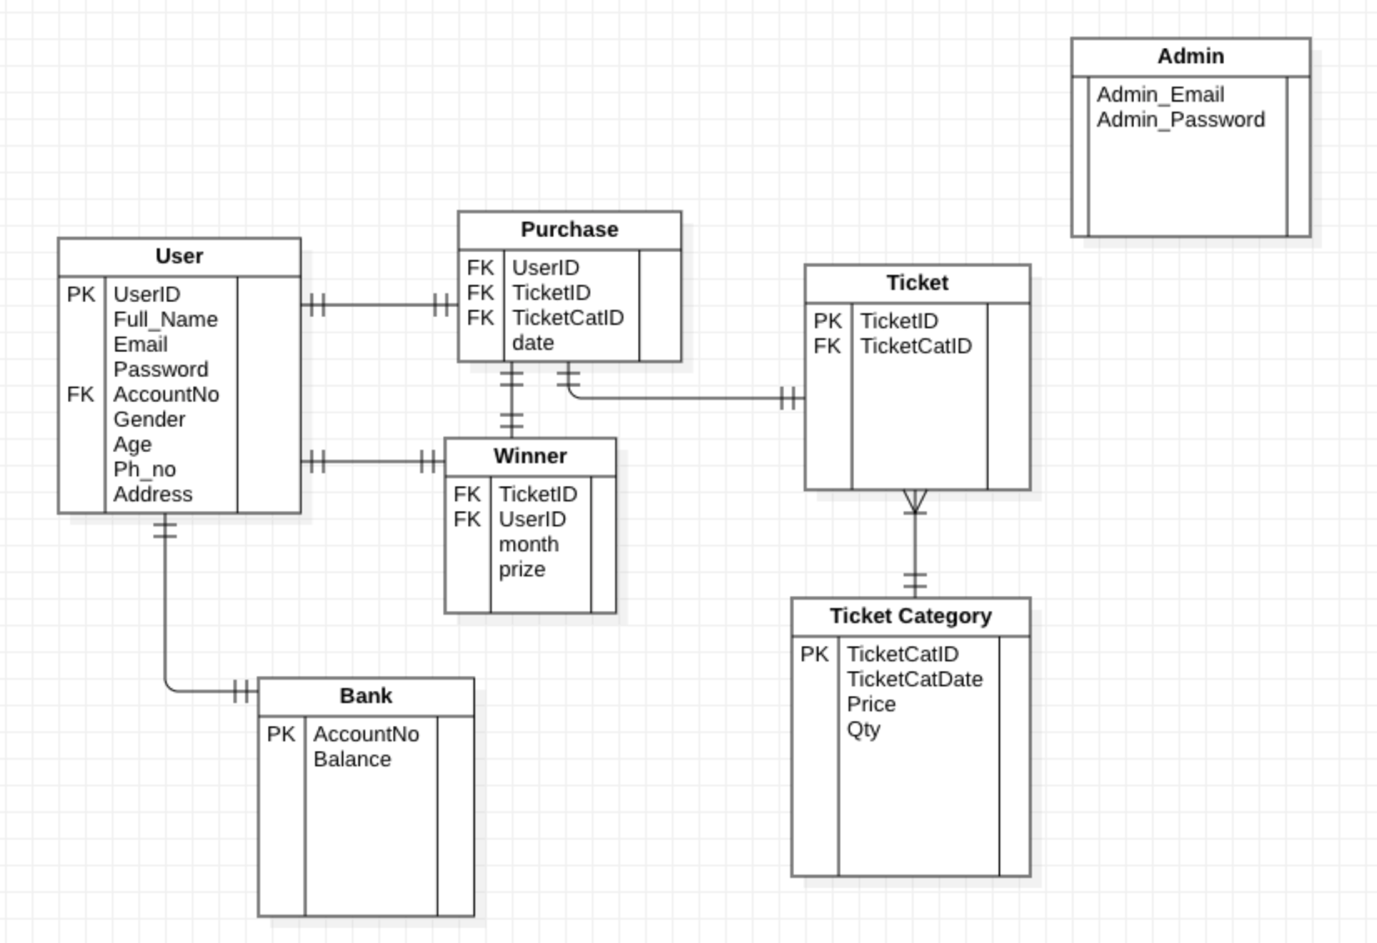 Admin
Admin_Email
Admin_Password
User
PK UserID
Full_Name
Email
Password
FK AccountNo
Gender
Age
Ph_no
Address
Purchase
FK UserID
FK TicketID
FK TicketCatID
date
Ticket
PK TicketID
FK TicketCatID
Winner
FK TicketID
FK UserID
month
prize
Ticket Category
PK TicketCatID
TicketCatDate
Price
Qty
Bank
PK AccountNo
Balance